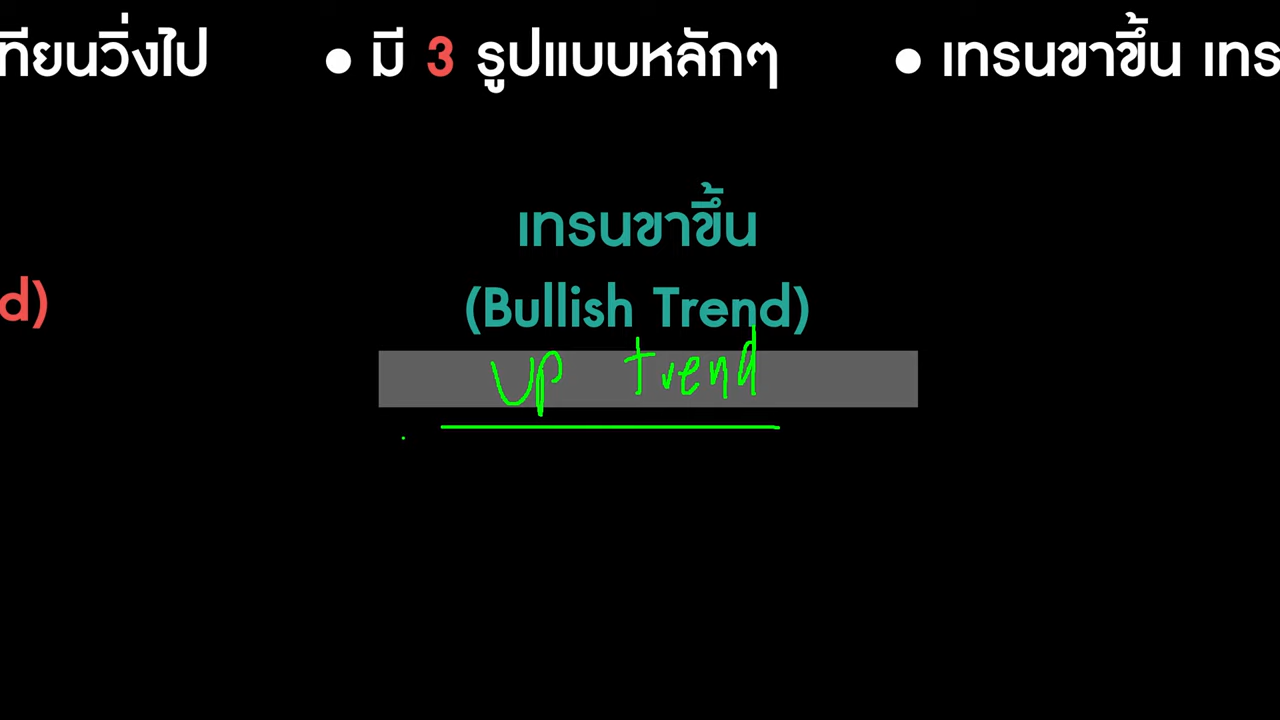 ทียนวิ่งไป • มี 3 รูปแบบหลักๆ • เทรนขาขึ้น เทร
เทรนขาขึ้น
d) (Bullish Trend)
up trend